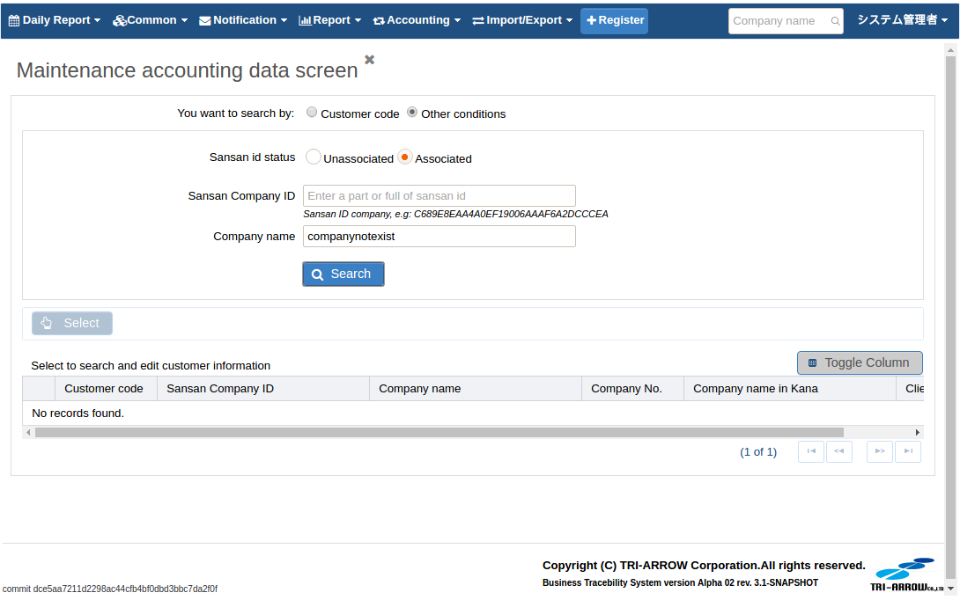 Daily Report Common Notification Report Accounting Import/Export Register Company name システム管理者
Maintenance accounting data screen
You want to search by: Customer code Other conditions
Sansan id status Unassociated Associated
Sansan Company ID Enter a part or full of sansan id
Sansan ID company, e.g: C689E8EAA4A0EF19006AAAF6A2DCCCEA
Company name companynotexist
Search
Select
Select to search and edit customer information Toggle Column
Customer code Sansan Company ID Company name Company No. Company name in Kana Clie
No records found.
(1 of 1)
Copyright (C) TRI-ARROW Corporation.All rights reserved.
Business Tracebility System version Alpha 02 rev. 3.1-SNAPSHOT
TRI-ARROW Co.,Ltd
commit dce5aa7211d2298ac44cfb4bf0dbd3bbc7da2f0f